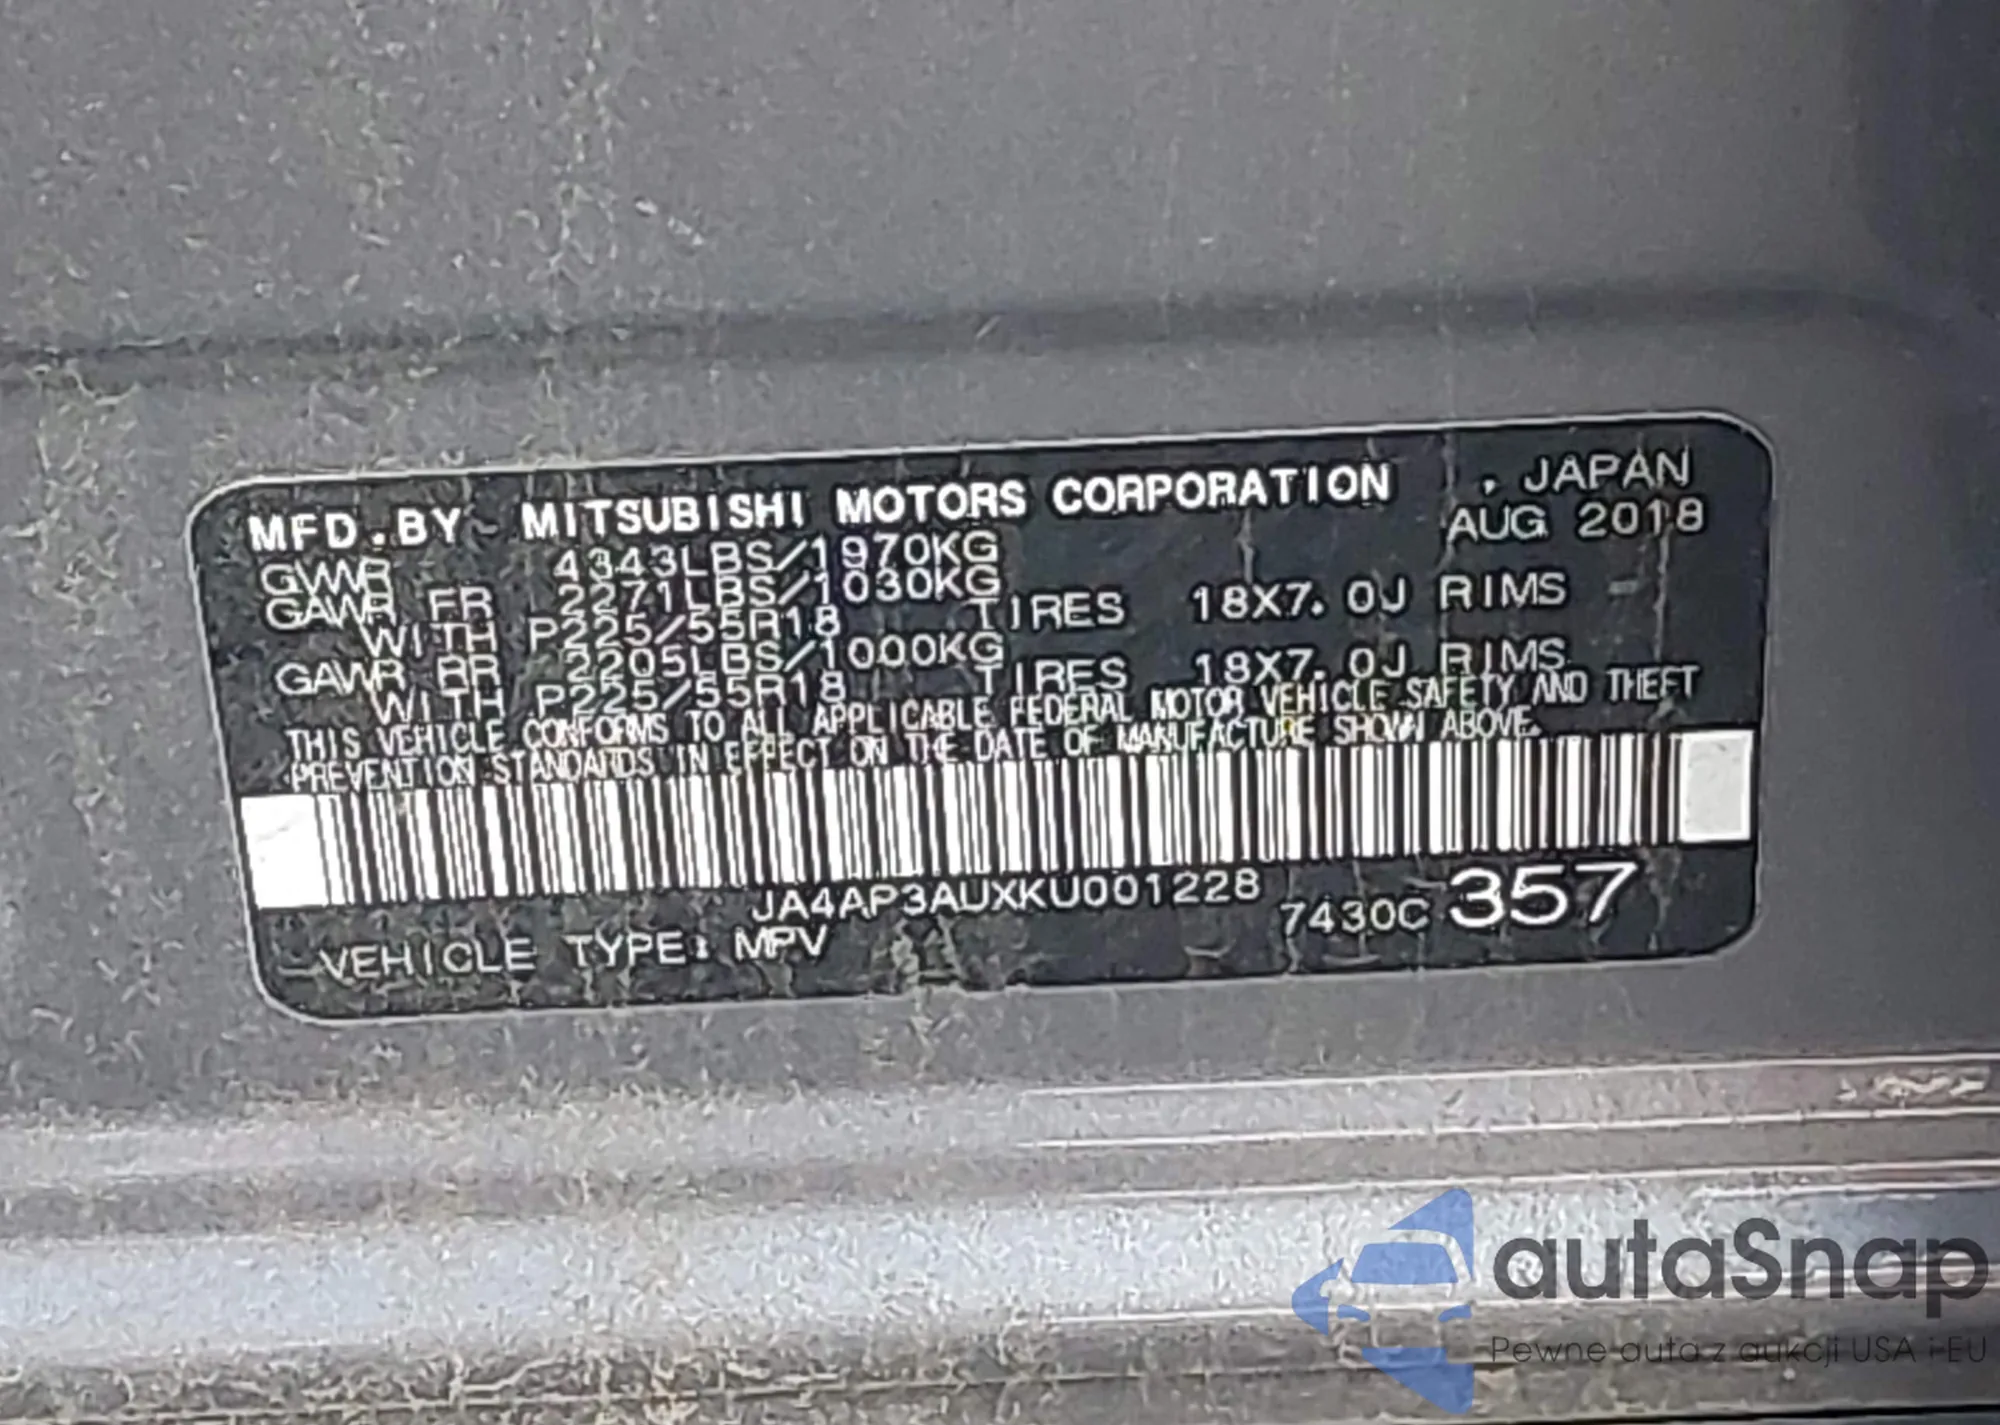 MFD. BY MITSUBISHI MOTORS CORPORATION , JAPAN
AUG 2018
GVWR 4343LBS/1970KG
GAWR FR 2271LBS/1030KG
WITH P225/55R18 TIRES 18X7.0J RIMS
GAWR RR 2205LBS/1000KG
WITH P225/55R18 TIRES 18X7.0J RIMS
THIS VEHICLE CONFORMS TO ALL APPLICABLE FEDERAL MOTOR VEHICLE SAFETY AND THEFT
PREVENTION STANDARDS IN EFFECT ON THE DATE OF MANUFACTURE SHOWN ABOVE.
JA4AP3AUXKU001228
VEHICLE TYPE: MPV 7430C 357
autaSnap
Pewne auta z aukcji USA i EU